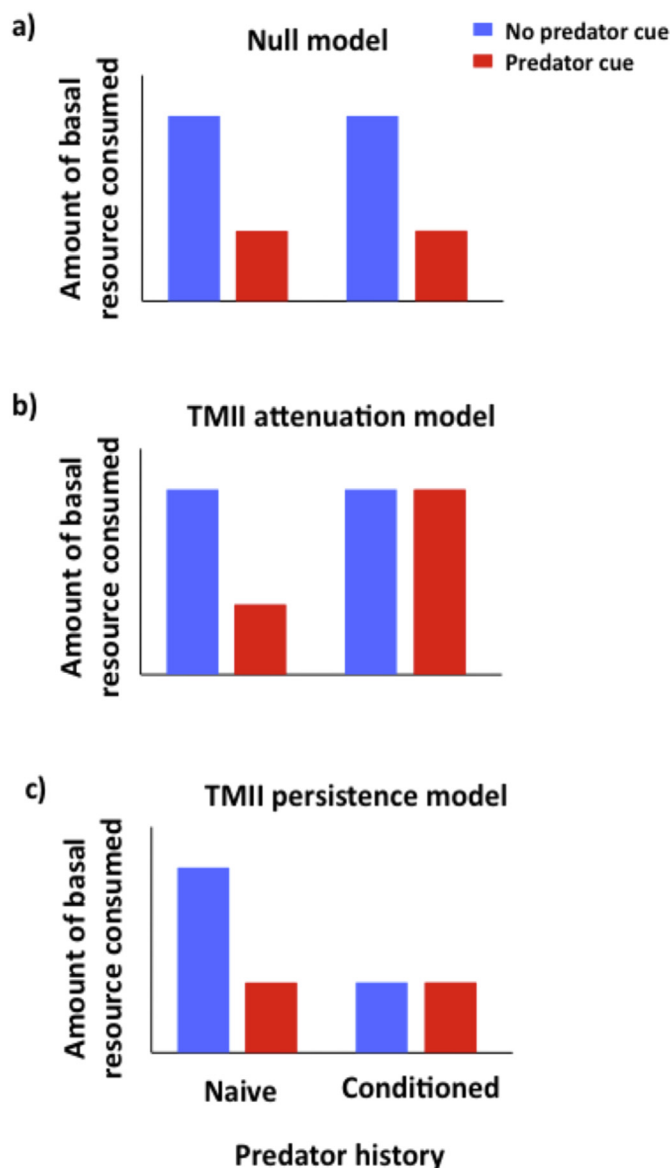 a)
Null model
No predator cue
Predator cue
Amount of basal
resource consumed
b)
TMII attenuation model
Amount of basal
resource consumed
c)
TMII persistence model
Amount of basal
resource consumed
Naive
Conditioned
Predator history